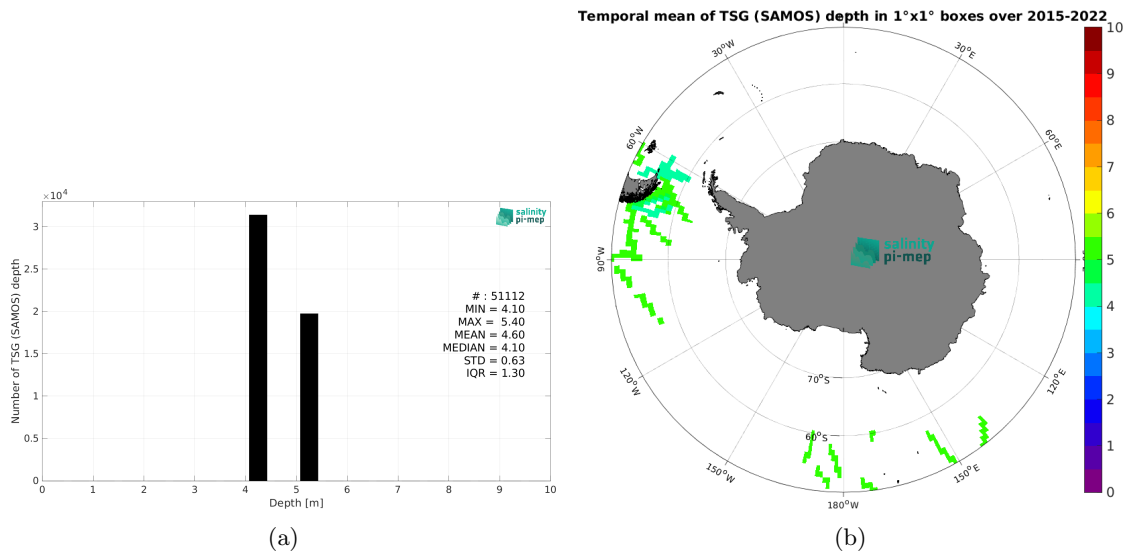 ×10⁴
3
2.5
2
1.5
1
0.5
0
Number of TSG (SAMOS) depth
salinity
pi-mep
# : 51112
MIN = 4.10
MAX = 5.40
MEAN = 4.60
MEDIAN = 4.10
STD = 0.63
IQR = 1.30
0 1 2 3 4 5 6 7 8 9 10
Depth [m]
(a)
Temporal mean of TSG (SAMOS) depth in 1°x1° boxes over 2015-2022
30°W
30°E
60°W
60°E
90°W
salinity
pi-mep
120°W
120°E
70°S
60°S
150°W
150°E
180°W
10
9
8
7
6
5
4
3
2
1
0
(b)